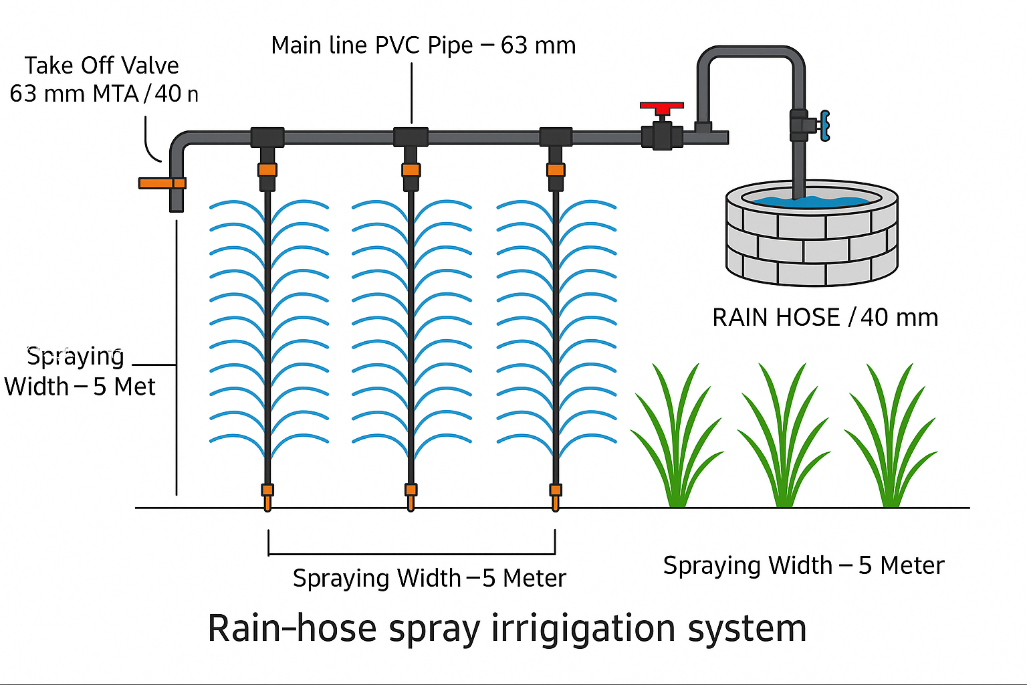 Main line PVC Pipe – 63 mm
Take Off Valve
63 mm MTA / 40 n
RAIN HOSE / 40 mm
Spraying
Width – 5 Met
Spraying Width – 5 Meter
Spraying Width – 5 Meter
Rain-hose spray irrigigation system